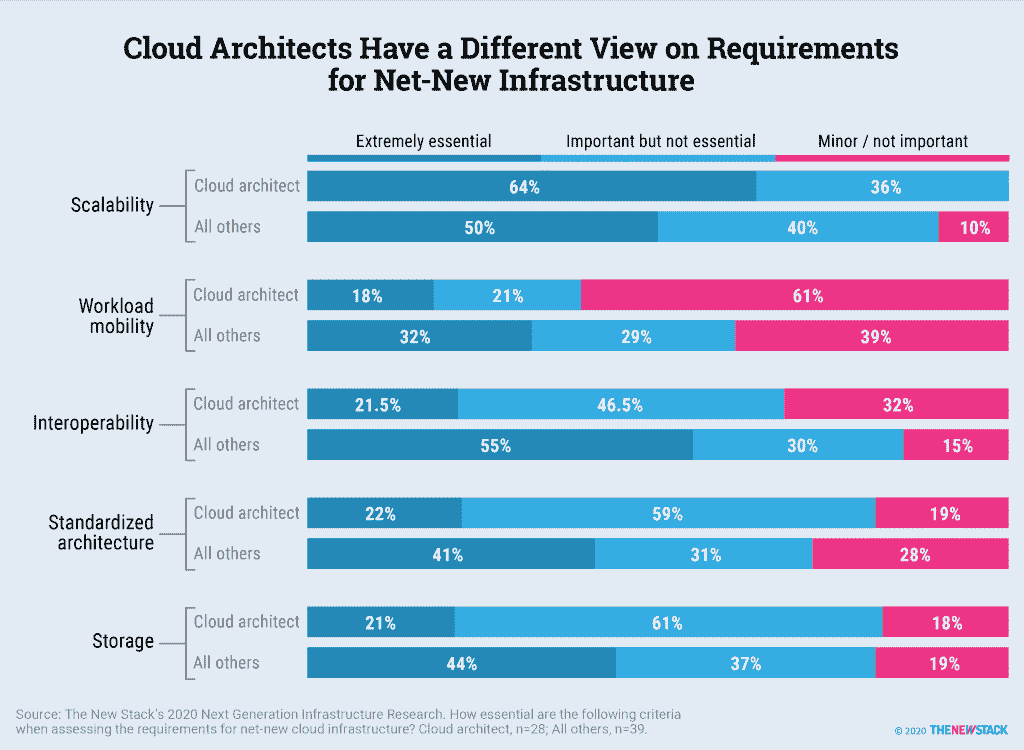 Cloud Architects Have a Different View on Requirements
for Net-New Infrastructure
Extremely essential Important but not essential Minor / not important
Scalability
Cloud architect 64% 36%
All others 50% 40% 10%
Workload
mobility
Cloud architect 18% 21% 61%
All others 32% 29% 39%
Interoperability
Cloud architect 21.5% 46.5% 32%
All others 55% 30% 15%
Standardized
architecture
Cloud architect 22% 59% 19%
All others 41% 31% 28%
Storage
Cloud architect 21% 61% 18%
All others 44% 37% 19%
Source: The New Stack's 2020 Next Generation Infrastructure Research. How essential are the following criteria
when assessing the requirements for net-new cloud infrastructure? Cloud architect, n=28; All others, n=39.
© 2020 THENEWSTACK